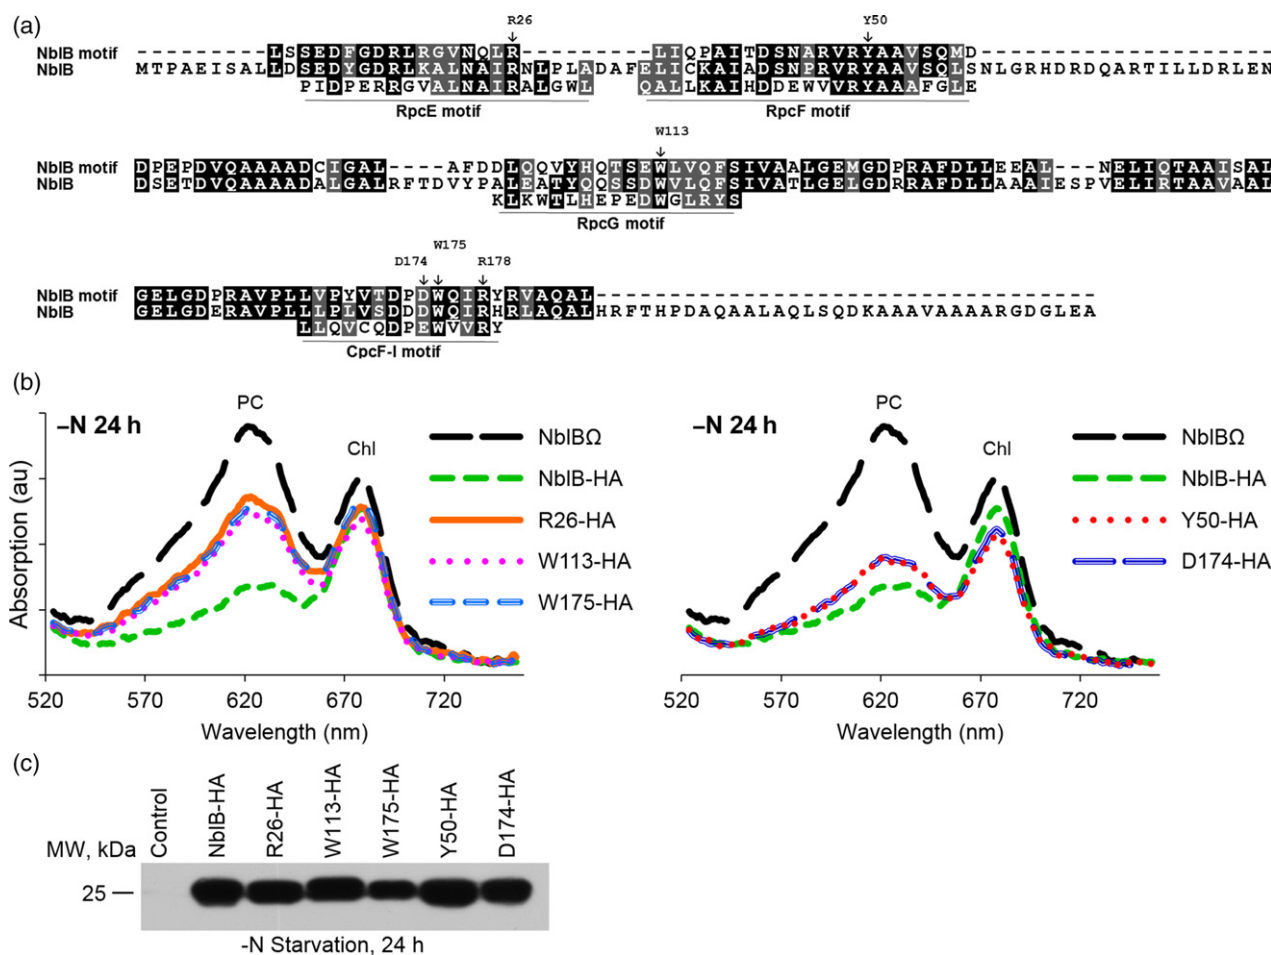 (a)
R26 Y50
NblB motif ---------LSSEDFGDRLRGVNQLR---------LIQPAITDSNARVRYAAVSQMD--------------------
NblB MTPAEISALLDSEDYGDRLKALNAIRNLPLADAFELICKAIADSNPRVRYAAVSQLSNLGRHDRDQARTILLDRLEN
PIDPERRGVALNAIRALGWL QALLKAIHDDEWVVRYAAAFGLE
RpcE motif RpcF motif
W113
NblB motif DPEPDVQAAAADCIGAL----AFDDLQQVYHQTSEWLVQFSIVAALGEMGDPRAFDLLEEAL---NELIQTAAISAL
NblB DSETDVQAAAADALGALRFTDVYPALEATYQQSSDWVLQFSIVATLGELGDRRAFDLLAAAIESPVELIRTAAVAAL
KLKWTLHEPEDWGLRYS
RpcG motif
W175
D174 R178
NblB motif GELGDPRAVPLLLVPYVTDPDWQIRYRVAQAL----------------------------------
NblB GELGDERAVPLLLLPLVSDDDWQIRHRLAQALHRFTHPDAQAALAQLSQDKAAAVAAAARGDGLEA
LLQVCQDPEWVVRY
CpcF-I motif
(b)
–N 24 h
PC
Chl
NblBΩ
NblB-HA
R26-HA
W113-HA
W175-HA
Absorption (au)
520 570 620 670 720
Wavelength (nm)
–N 24 h
PC
Chl
NblBΩ
NblB-HA
Y50-HA
D174-HA
520 570 620 670 720
Wavelength (nm)
(c)
Control NblB-HA R26-HA W113-HA W175-HA Y50-HA D174-HA
MW, kDa
25
-N Starvation, 24 h